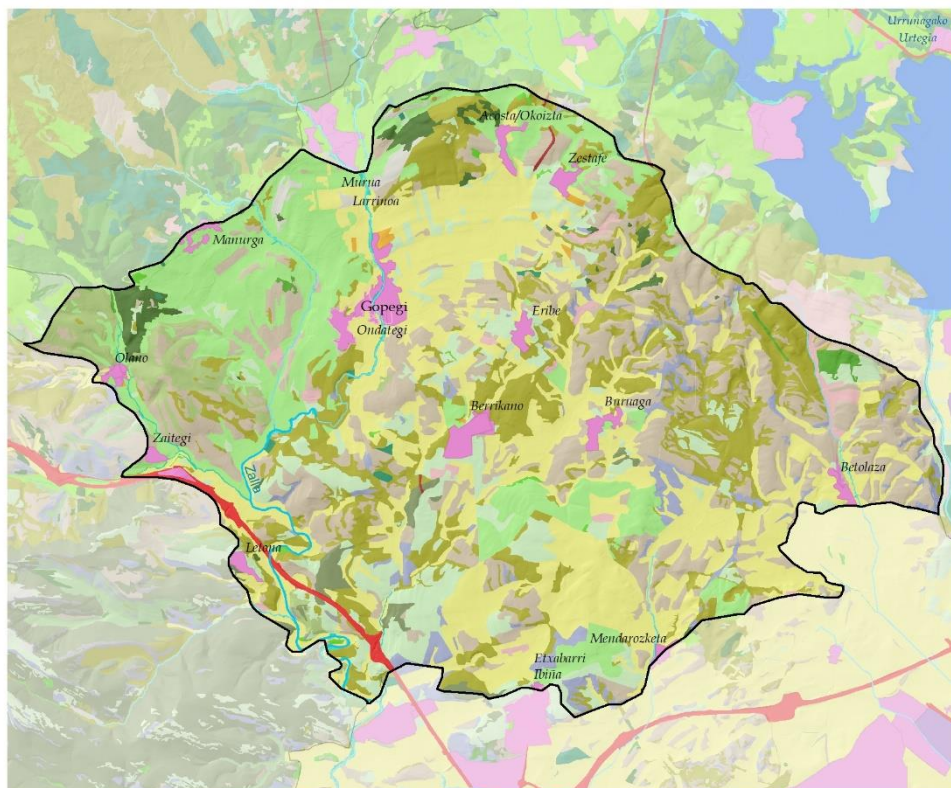 Urrunagako
Urtegia
Acosta/Okoizta
Zestafe
Murua
Larrinoa
Manurga
Gopegi
Ondategi
Eribe
Olano
Berrikano
Buruaga
Zaitegi
Betolaza
Zaila
Letona
Mendarozketa
Etxabarri
Ibiña